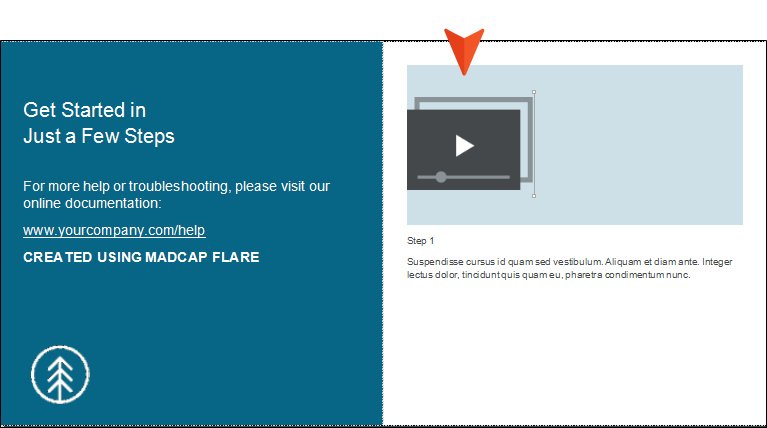 Get Started in
Just a Few Steps
For more help or troubleshooting, please visit our
online documentation:
www.yourcompany.com/help
CREATED USING MADCAP FLARE
Step 1
Suspendisse cursus id quam sed vestibulum. Aliquam et diam ante. Integer
lectus dolor, tincidunt quis quam eu, pharetra condimentum nunc.